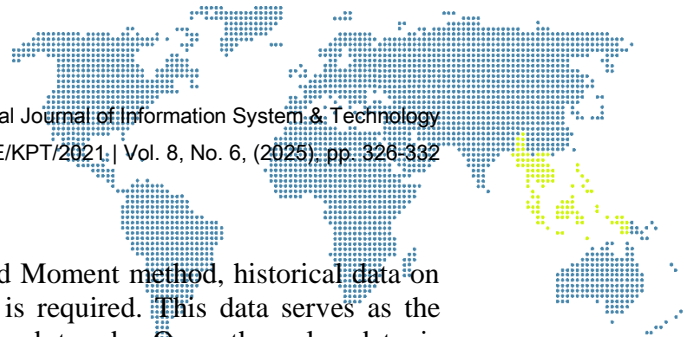 al Journal of Information System & Technology
E/KPT/2021 | Vol. 8, No. 6, (2025), pp. 326-332
d Moment method, historical data on
is required. This data serves as the